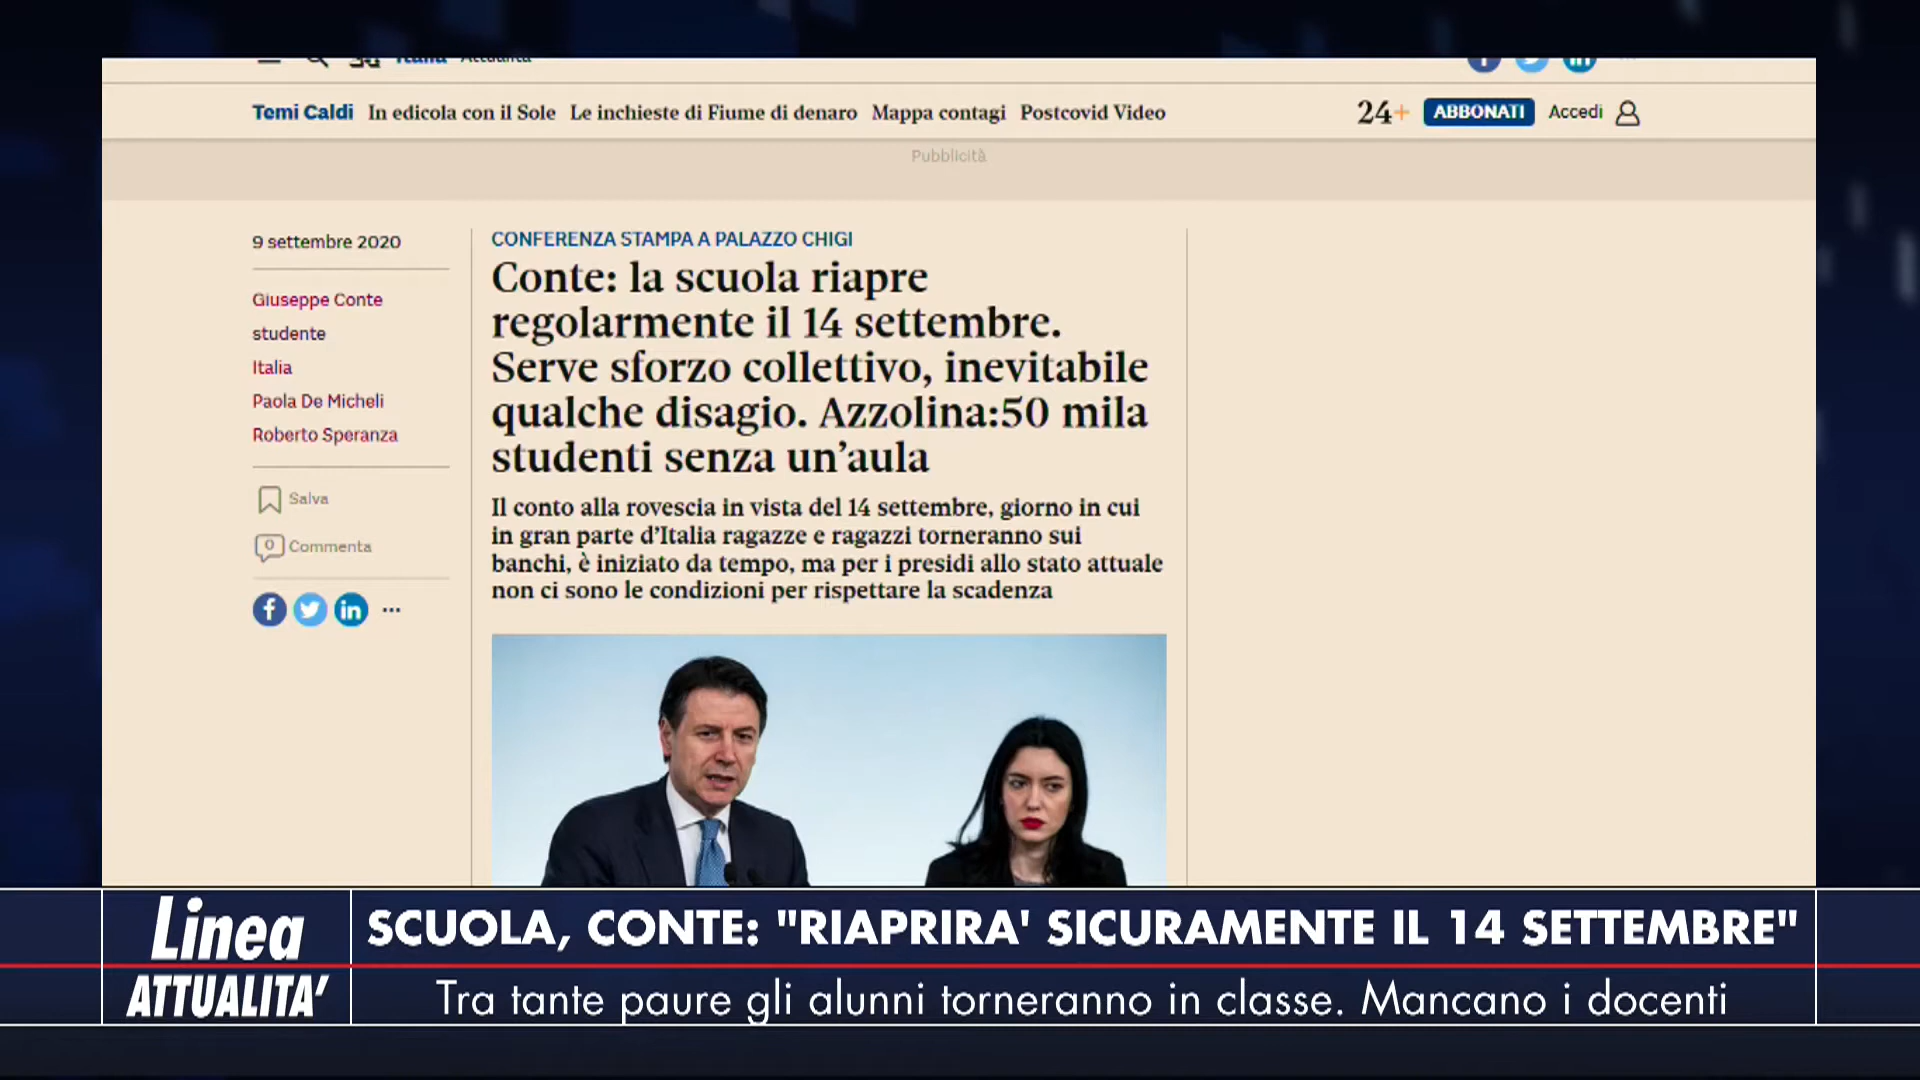 24 Italia Attualità
Temi Caldi In edicola con il Sole Le inchieste di Fiume di denaro Mappa contagi Postcovid Video 24+ ABBONATI Accedi
Pubblicità
9 settembre 2020
Giuseppe Conte
studente
Italia
Paola De Micheli
Roberto Speranza
Salva
0 Commenta
f in ...
CONFERENZA STAMPA A PALAZZO CHIGI
Conte: la scuola riapre
regolarmente il 14 settembre.
Serve sforzo collettivo, inevitabile
qualche disagio. Azzolina:50 mila
studenti senza un’aula
Il conto alla rovescia in vista del 14 settembre, giorno in cui
in gran parte d’Italia ragazze e ragazzi torneranno sui
banchi, è iniziato da tempo, ma per i presidi allo stato attuale
non ci sono le condizioni per rispettare la scadenza
Linea
ATTUALITA’
SCUOLA, CONTE: "RIAPRIRA' SICURAMENTE IL 14 SETTEMBRE"
Tra tante paure gli alunni torneranno in classe. Mancano i docenti